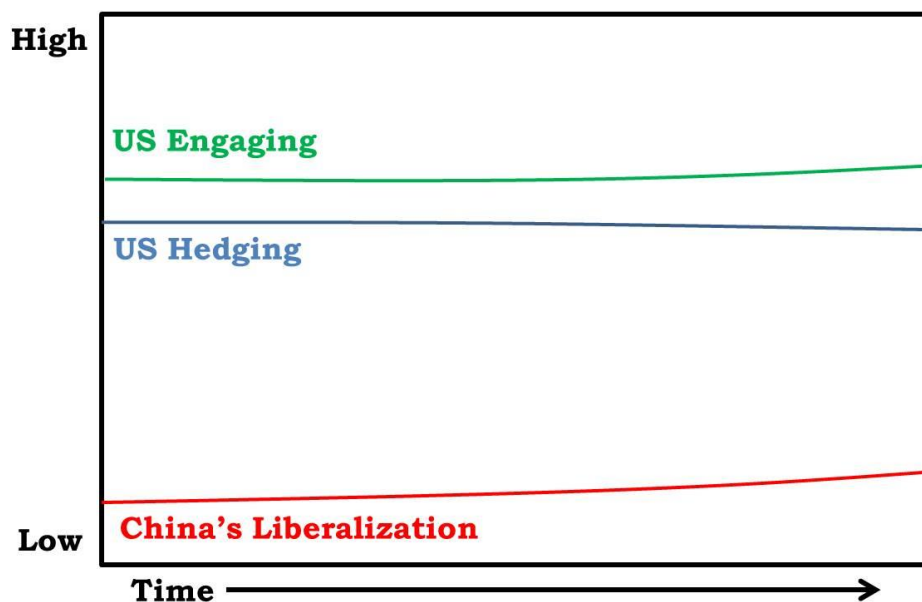 High
US Engaging
US Hedging
China's Liberalization
Low
Time